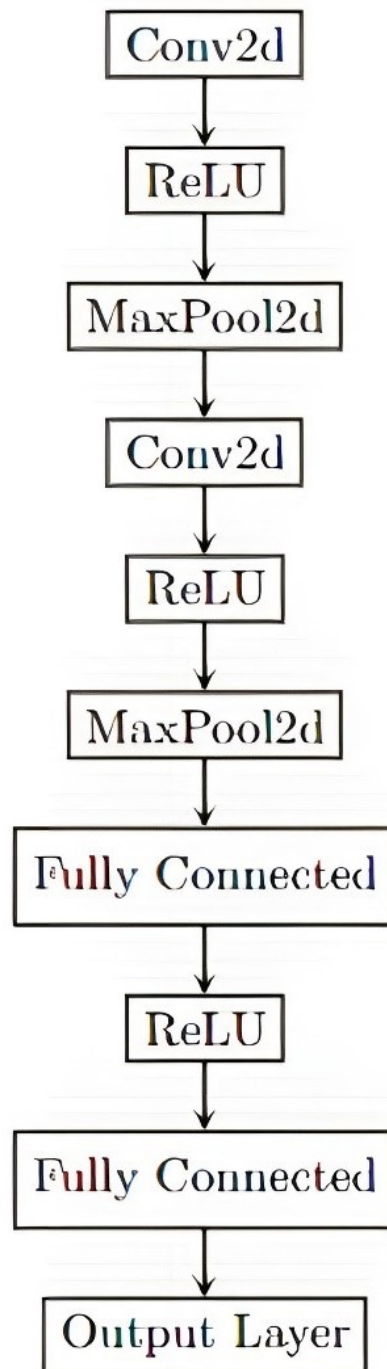 Conv2d
ReLU
MaxPool2d
Conv2d
ReLU
MaxPool2d
Fully Connected
ReLU
Fully Connected
Output Layer